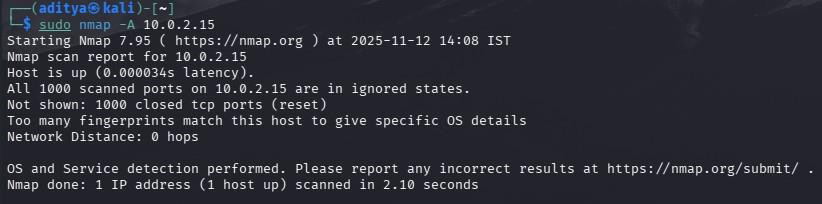 ┌──(aditya㉿kali)-[~]
└─$ sudo nmap -A 10.0.2.15
Starting Nmap 7.95 ( https://nmap.org ) at 2025-11-12 14:08 IST
Nmap scan report for 10.0.2.15
Host is up (0.000034s latency).
All 1000 scanned ports on 10.0.2.15 are in ignored states.
Not shown: 1000 closed tcp ports (reset)
Too many fingerprints match this host to give specific OS details
Network Distance: 0 hops

OS and Service detection performed. Please report any incorrect results at https://nmap.org/submit/ .
Nmap done: 1 IP address (1 host up) scanned in 2.10 seconds